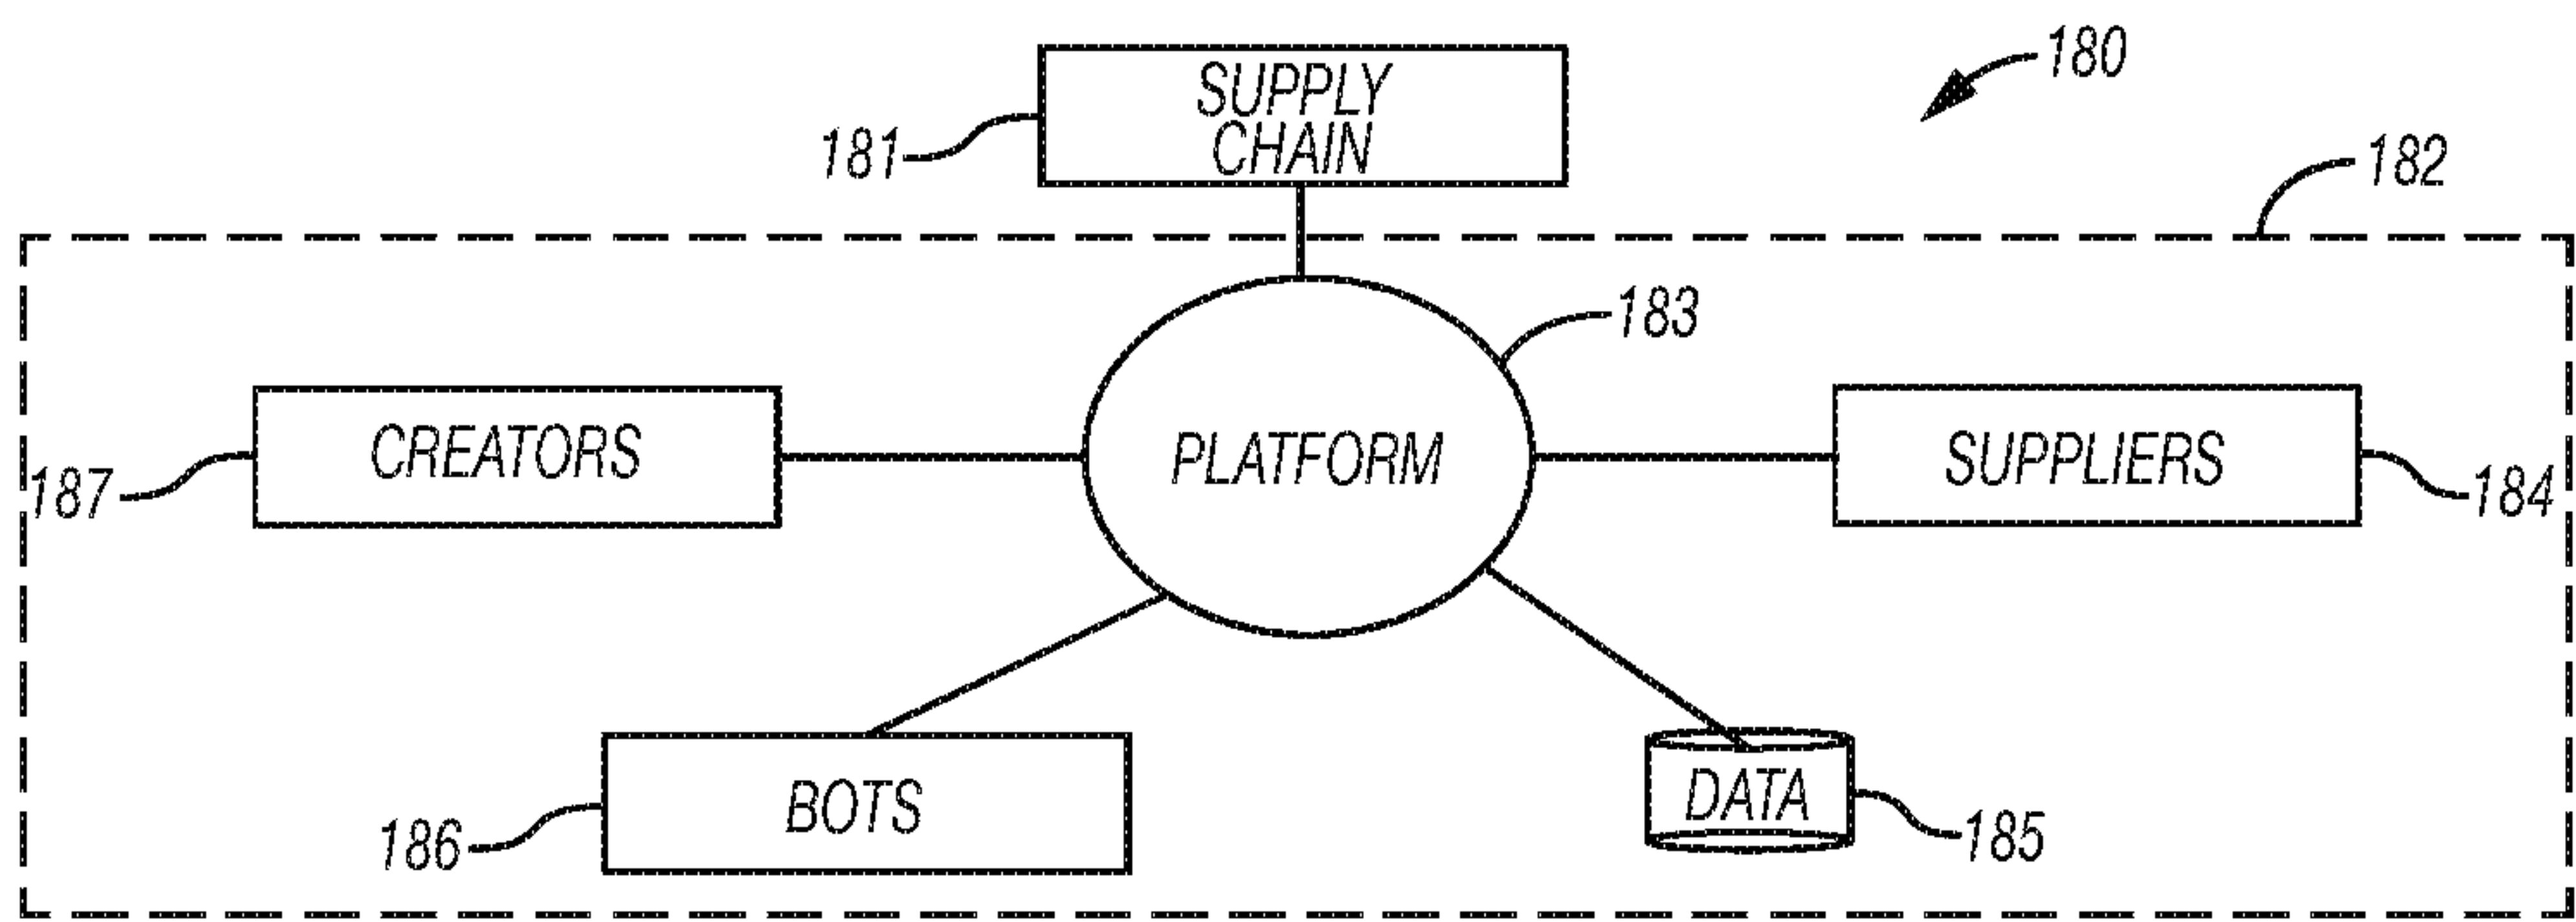 180
SUPPLY
CHAIN
181
182
183
CREATORS
PLATFORM
SUPPLIERS
187
184
BOTS
DATA
186
185